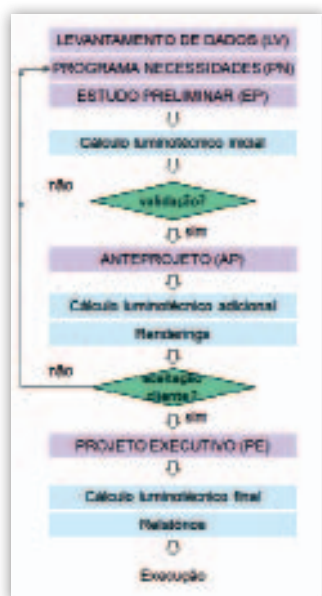 LEVANTAMENTO DE DADOS (LV)
PROGRAMA NECESSIDADES (PN)
ESTUDO PRELIMINAR (EP)
Cálculo luminotécnico inicial
não
validação?
sim
ANTEPROJETO (AP)
Cálculo luminotécnico adicional
Renderings
não
aceitação
cliente?
sim
PROJETO EXECUTIVO (PE)
Cálculo luminotécnico final
Relatórios
Execução